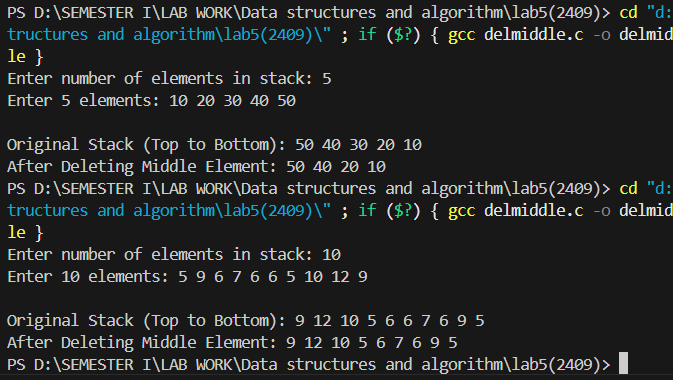 PS D:\SEMESTER I\LAB WORK\Data structures and algorithm\lab5(2409)> cd "d:
tructures and algorithm\lab5(2409)\" ; if ($?) { gcc delmiddle.c -o delmid
le }
Enter number of elements in stack: 5
Enter 5 elements: 10 20 30 40 50
Original Stack (Top to Bottom): 50 40 30 20 10
After Deleting Middle Element: 50 40 20 10
PS D:\SEMESTER I\LAB WORK\Data structures and algorithm\lab5(2409)> cd "d:
tructures and algorithm\lab5(2409)\" ; if ($?) { gcc delmiddle.c -o delmid
le }
Enter number of elements in stack: 10
Enter 10 elements: 5 9 6 7 6 6 5 10 12 9
Original Stack (Top to Bottom): 9 12 10 5 6 6 7 6 9 5
After Deleting Middle Element: 9 12 10 5 6 7 6 9 5
PS D:\SEMESTER I\LAB WORK\Data structures and algorithm\lab5(2409)>